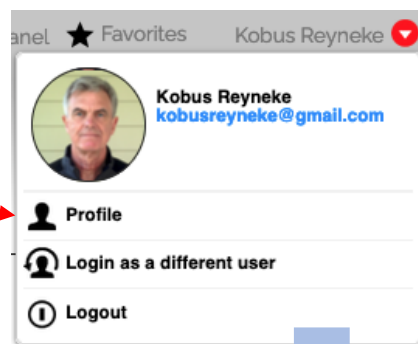 anel ★ Favorites Kobus Reyneke
Kobus Reyneke
kobusreyneke@gmail.com
Profile
Login as a different user
Logout